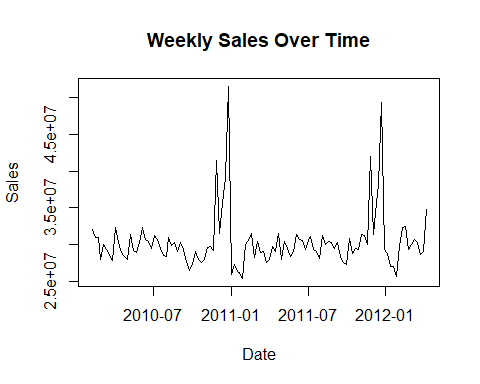 Weekly Sales Over Time
Sales
4.5e+07
3.5e+07
2.5e+07
2010-07
2011-01
2011-07
2012-01
Date